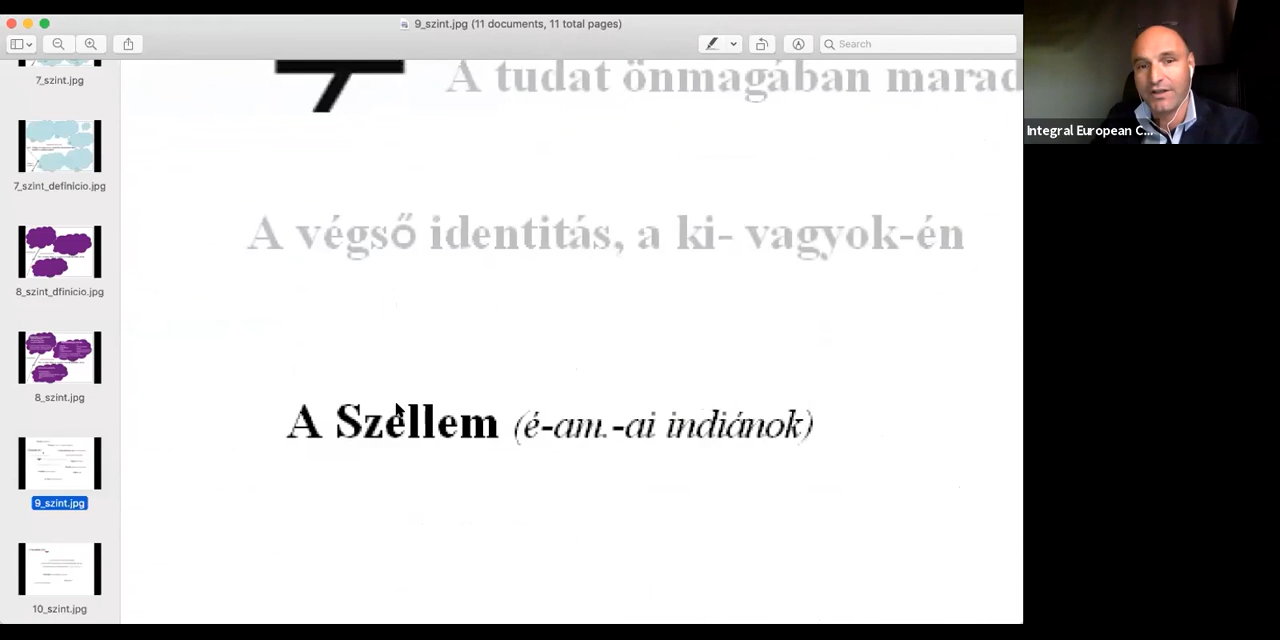 9_szint.jpg (11 documents, 11 total pages)
Search
7_szint.jpg
7_szint_definicio.jpg
8_szint_dfinicio.jpg
8_szint.jpg
9_szint.jpg
10_szint.jpg
A tudat önmagában marad
A végső identitás, a ki- vagyok-én
A Szellem (é-am.-ai indiánok)
Integral European C...